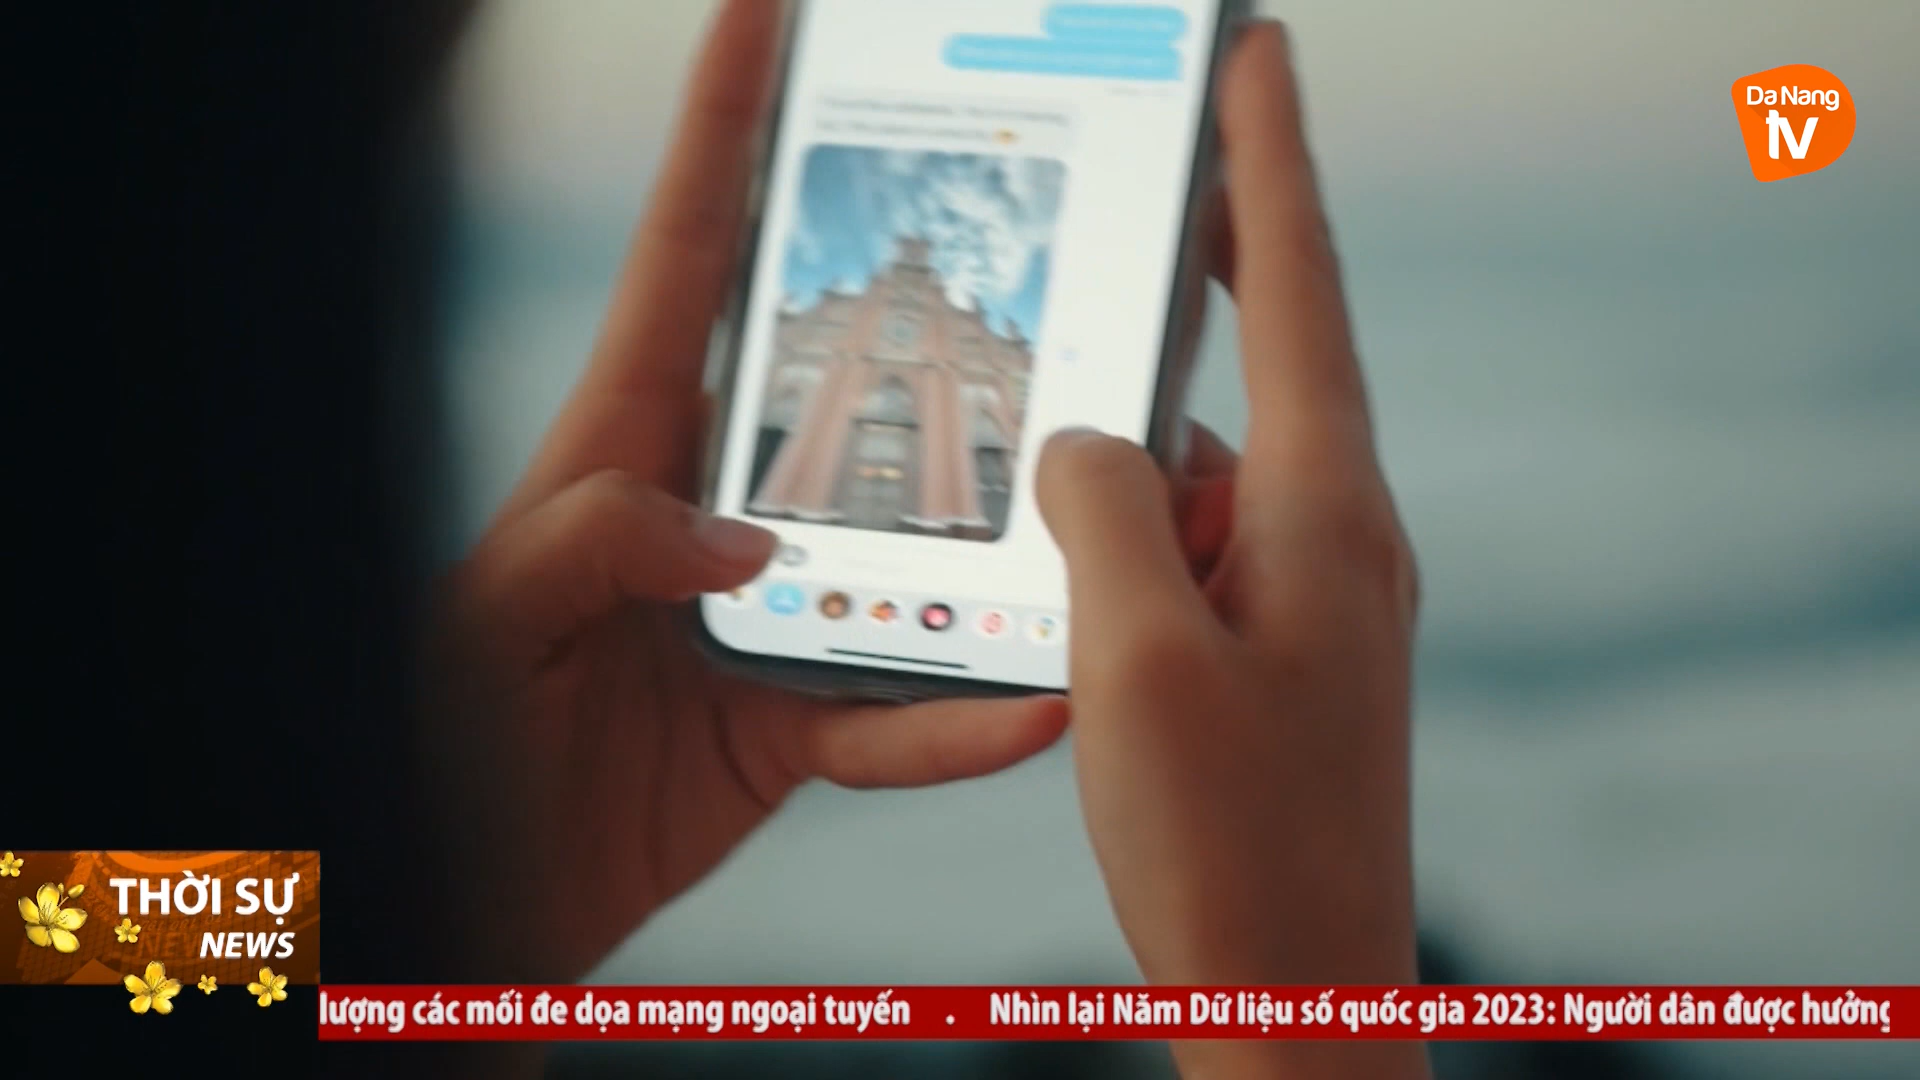 Da Nang
tv
THỜI SỰ
NEWS
lượng các mối đe dọa mạng ngoại tuyến . Nhìn lại Năm Dữ liệu số quốc gia 2023: Người dân được hưởng